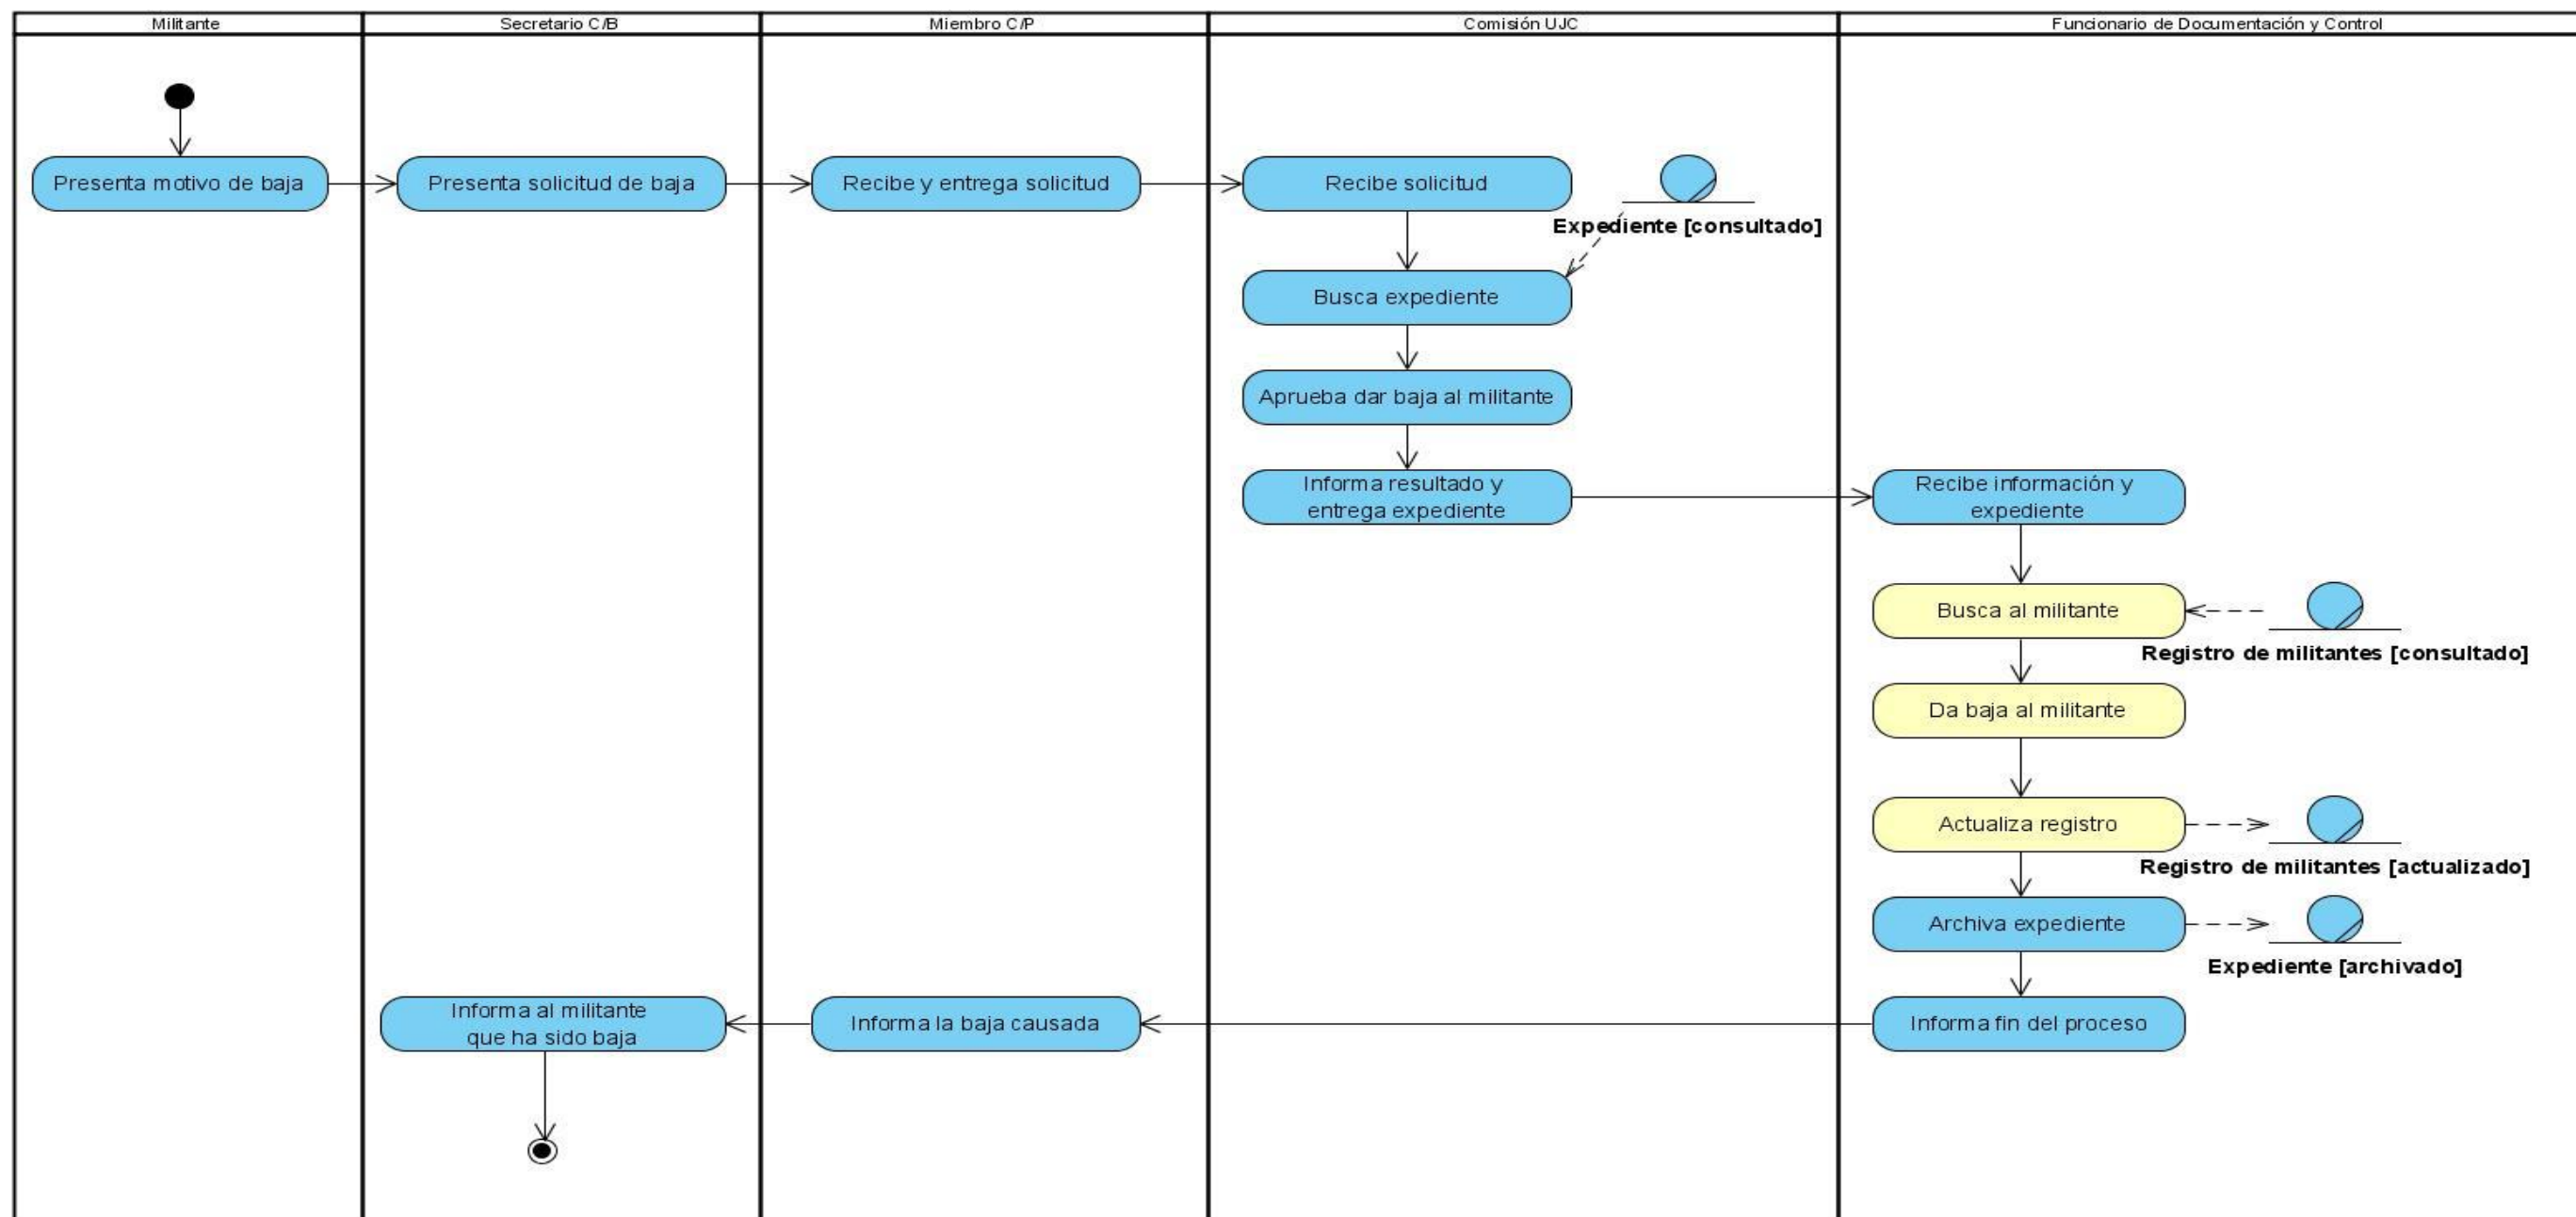 Militante
Secretario C/B
Miembro C/P
Comisión UJC
Funcionario de Documentación y Control
Presenta motivo de baja
Presenta solicitud de baja
Recibe y entrega solicitud
Recibe solicitud
Expediente [consultado]
Busca expediente
Aprueba dar baja al militante
Informa resultado y
entrega expediente
Recibe información y
expediente
Busca al militante
Registro de militantes [consultado]
Da baja al militante
Actualiza registro
Registro de militantes [actualizado]
Archiva expediente
Expediente [archivado]
Informa al militante
que ha sido baja
Informa la baja causada
Informa fin del proceso